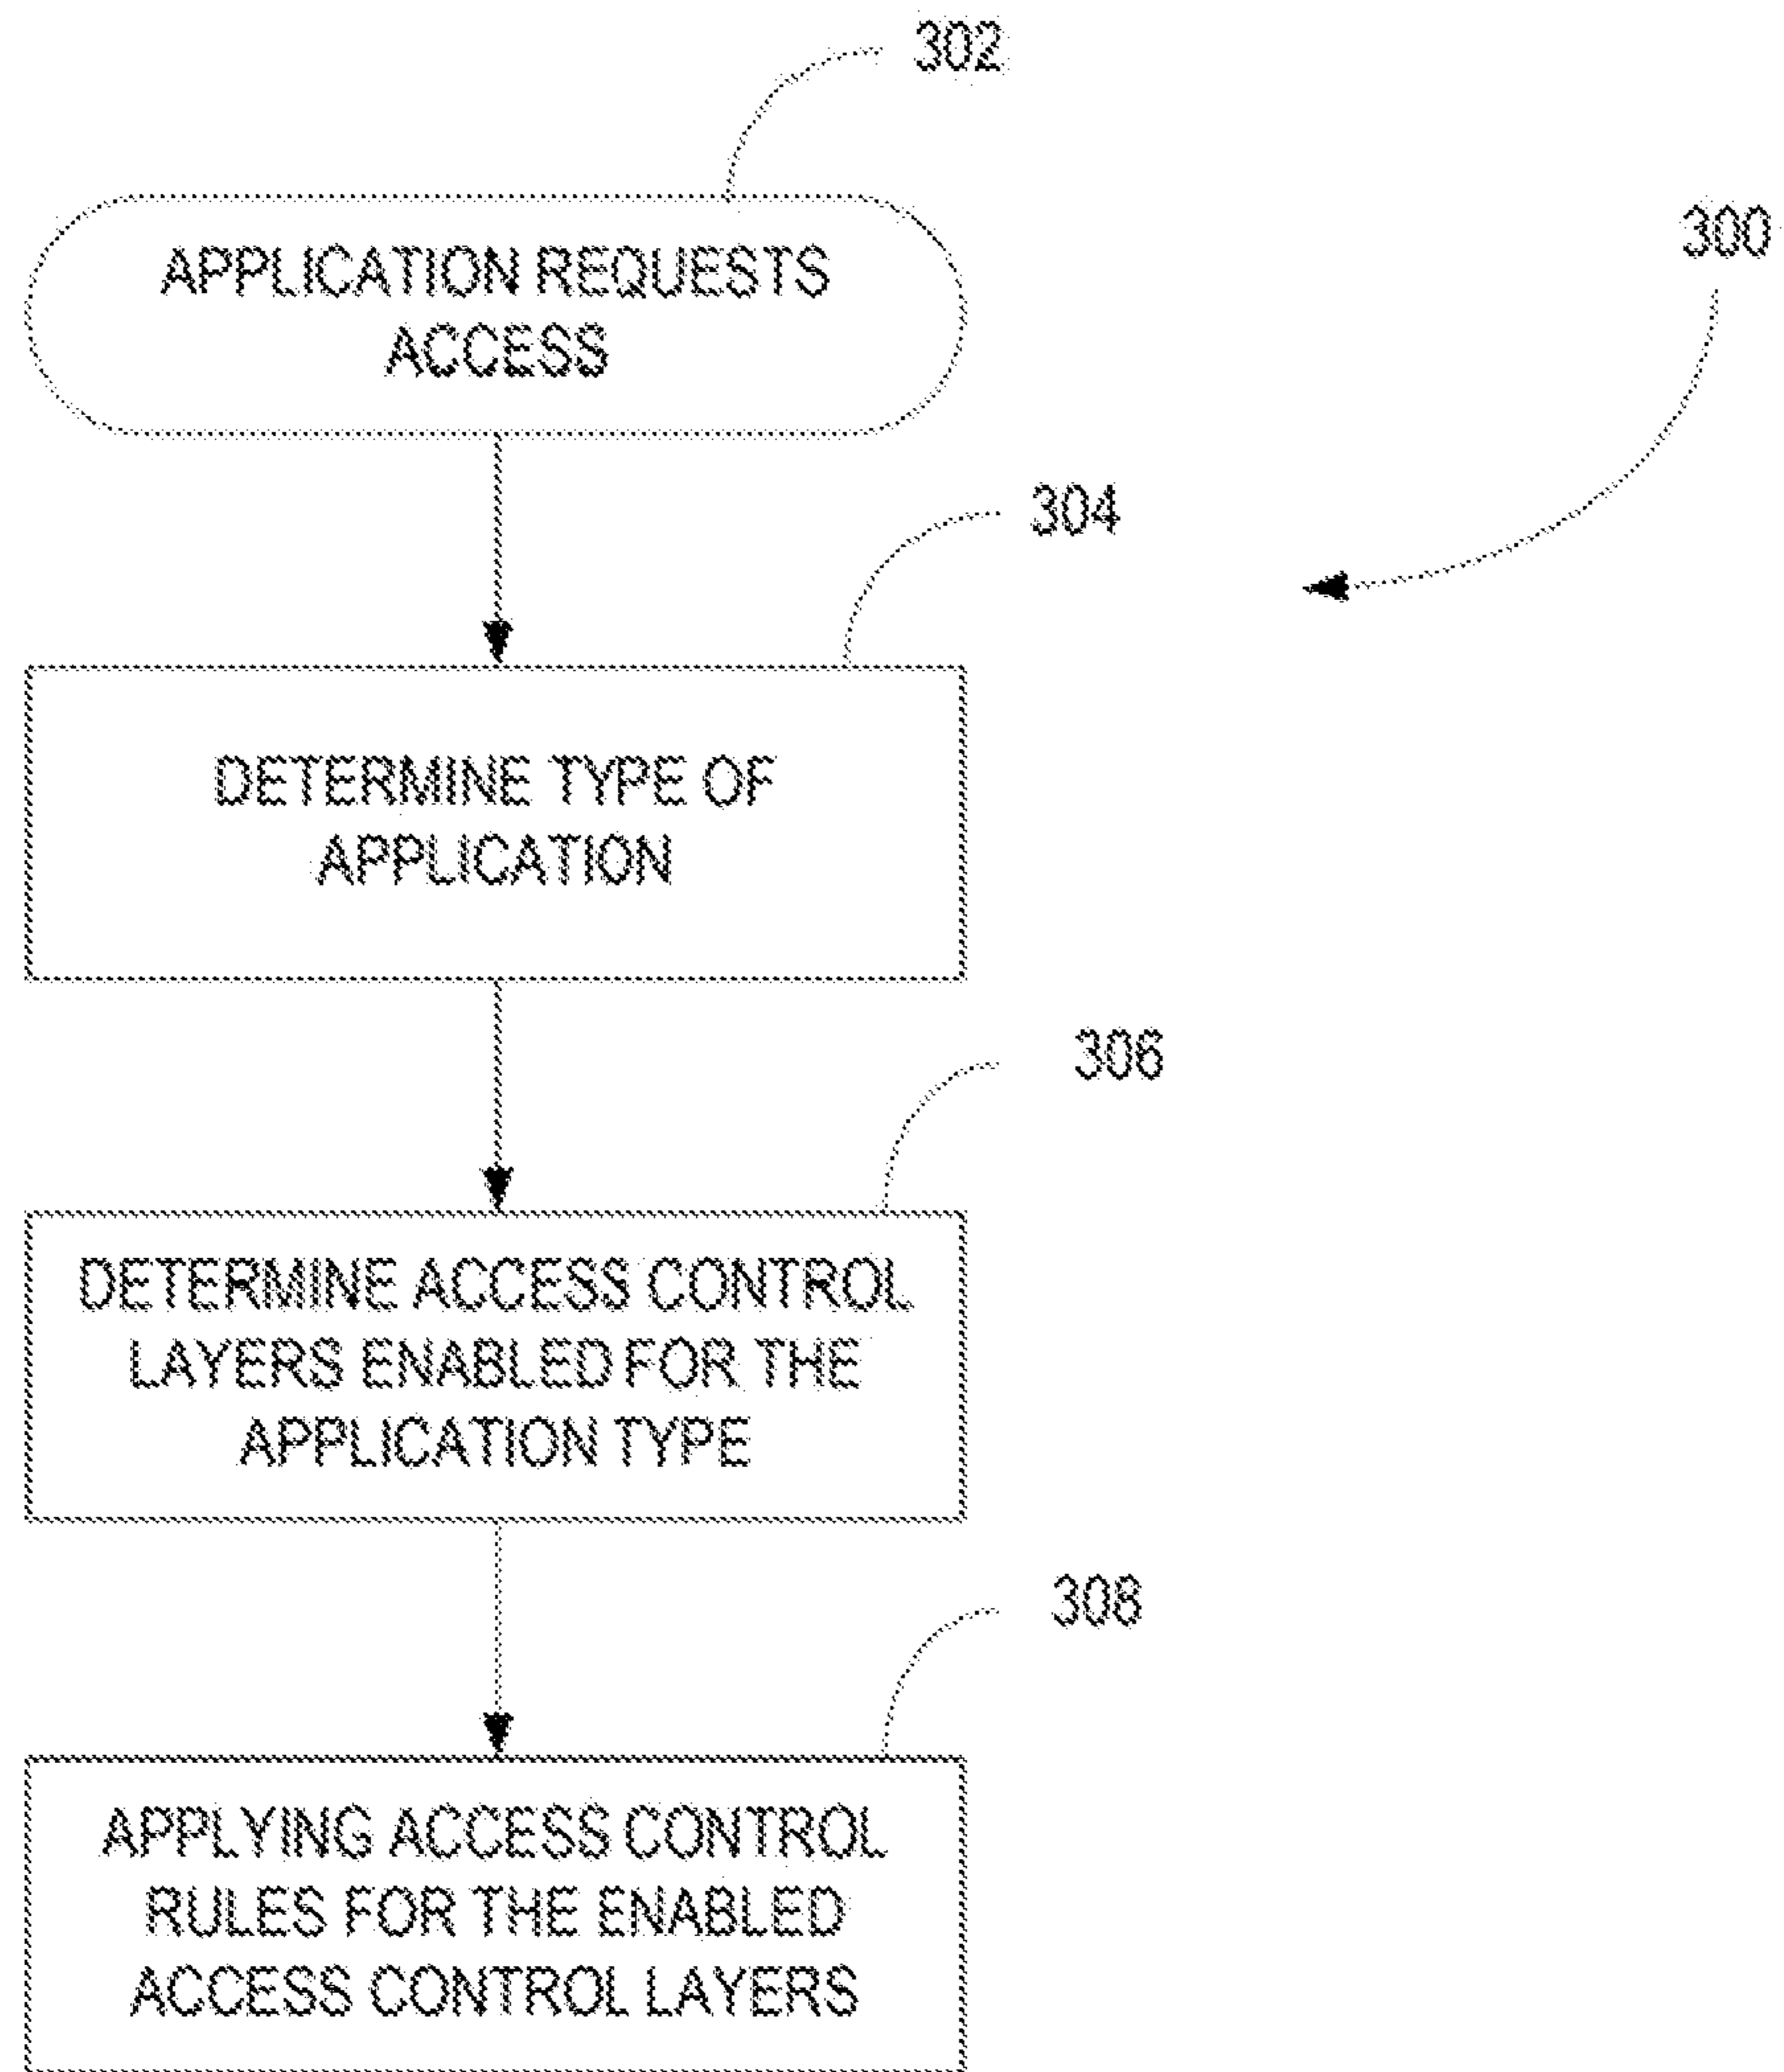 302
APPLICATION REQUESTS
ACCESS
300
304
DETERMINE TYPE OF
APPLICATION
306
DETERMINE ACCESS CONTROL
LAYERS ENABLED FOR THE
APPLICATION TYPE
308
APPLYING ACCESS CONTROL
RULES FOR THE ENABLED
ACCESS CONTROL LAYERS